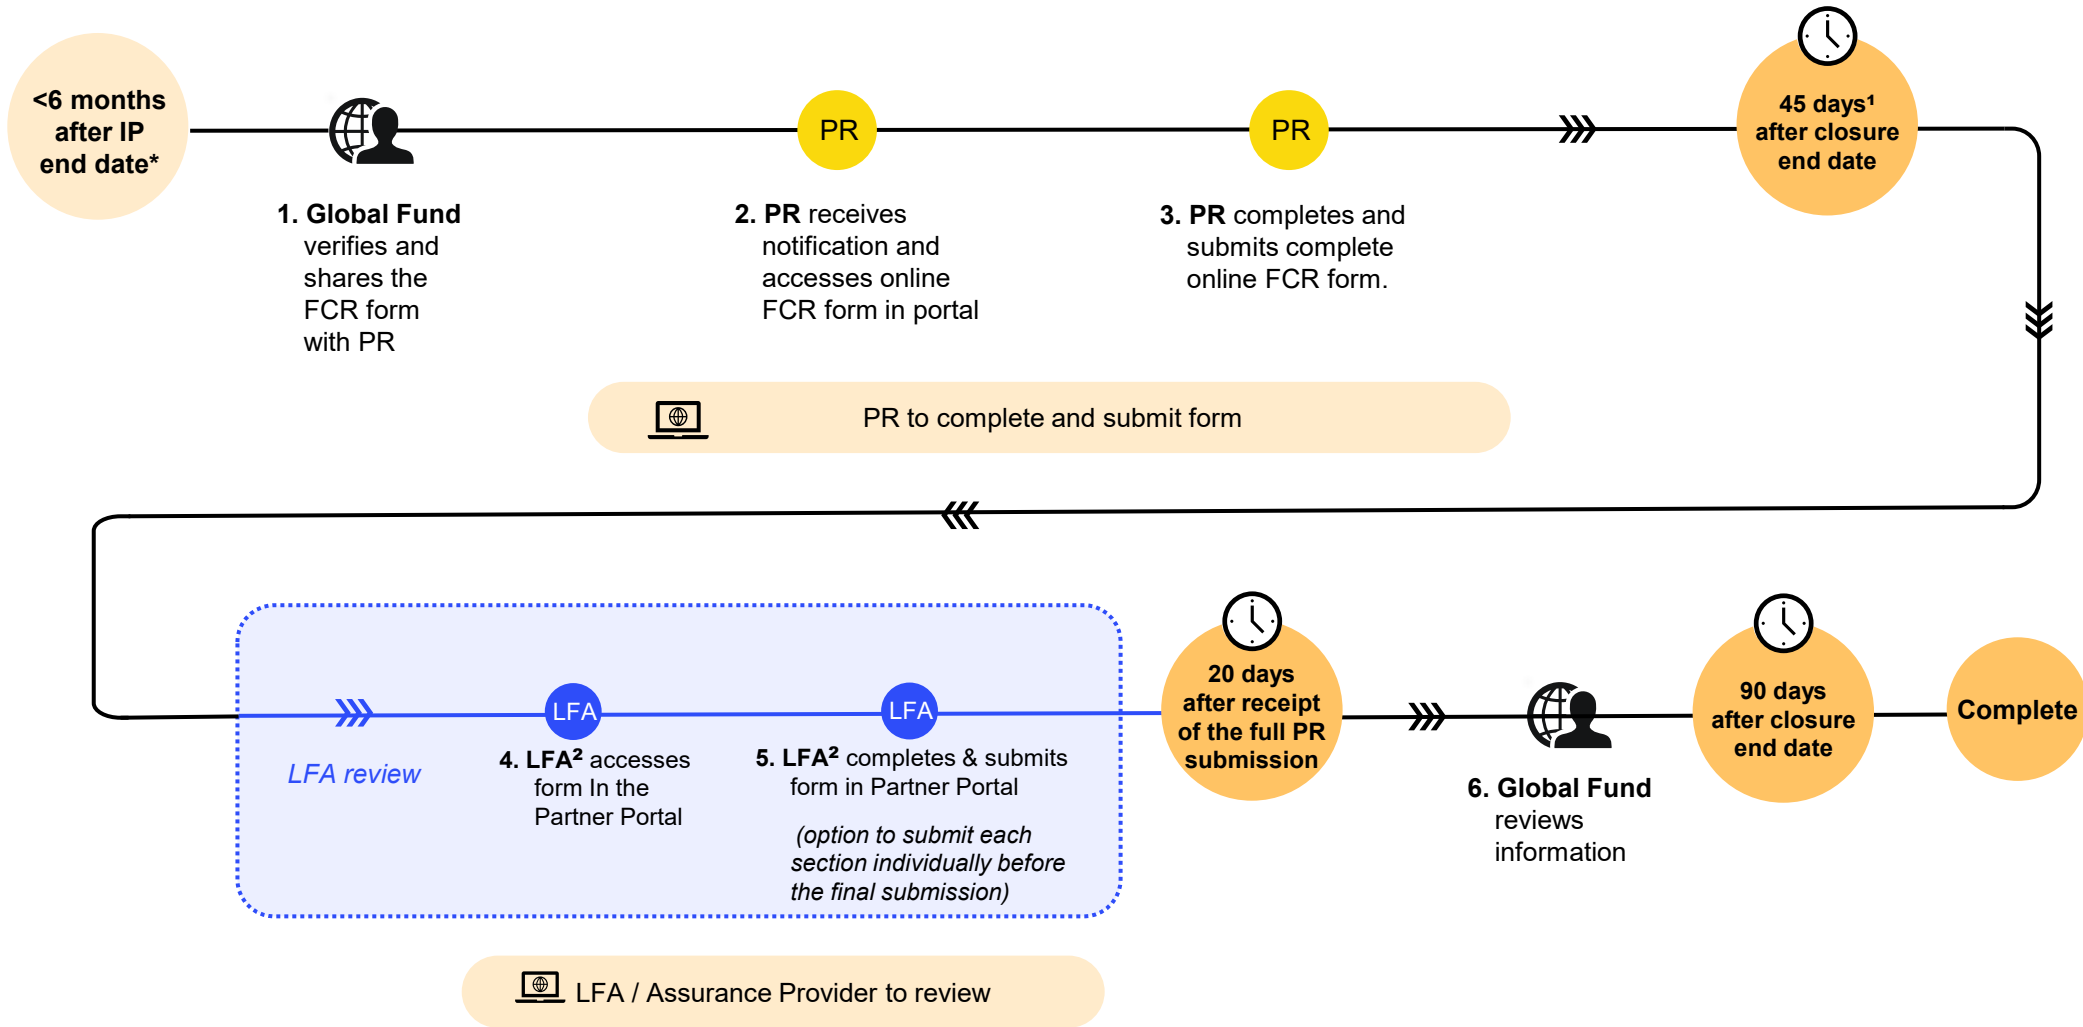 <6 months
after IP
end date*
PR
PR
45 days¹
after closure
end date
1. Global Fund
verifies and
shares the
FCR form
with PR
2. PR receives
notification and
accesses online
FCR form in portal
3. PR completes and
submits complete
online FCR form.
PR to complete and submit form
LFA review
LFA
LFA
4. LFA² accesses
form In the
Partner Portal
5. LFA² completes & submits
form in Partner Portal
(option to submit each
section individually before
the final submission)
20 days
after receipt
of the full PR
submission
6. Global Fund
reviews
information
90 days
after closure
end date
Complete
LFA / Assurance Provider to review